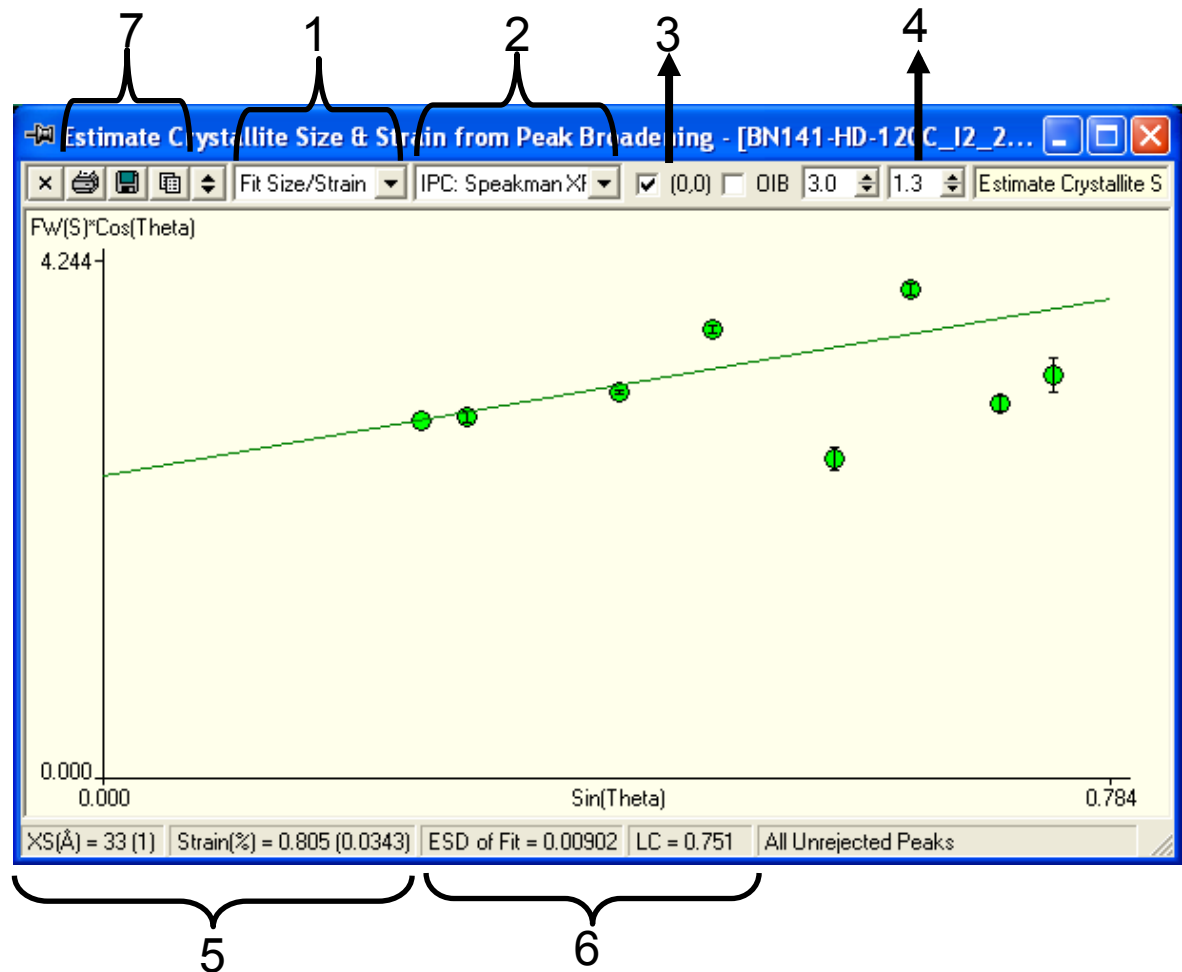 7 1 2 3 4
Estimate Crystallite Size & Strain from Peak Broadening - [BN141-HD-120C_I2_2...
Fit Size/Strain IPC: Speakman XF (0,0) OIB 3.0 1.3 Estimate Crystallite S
FW(S)*Cos(Theta)
4.244
0.000
0.000 Sin(Theta) 0.784
XS(Å) = 33 (1) Strain(%) = 0.805 (0.0343) ESD of Fit = 0.00902 LC = 0.751 All Unrejected Peaks
5 6